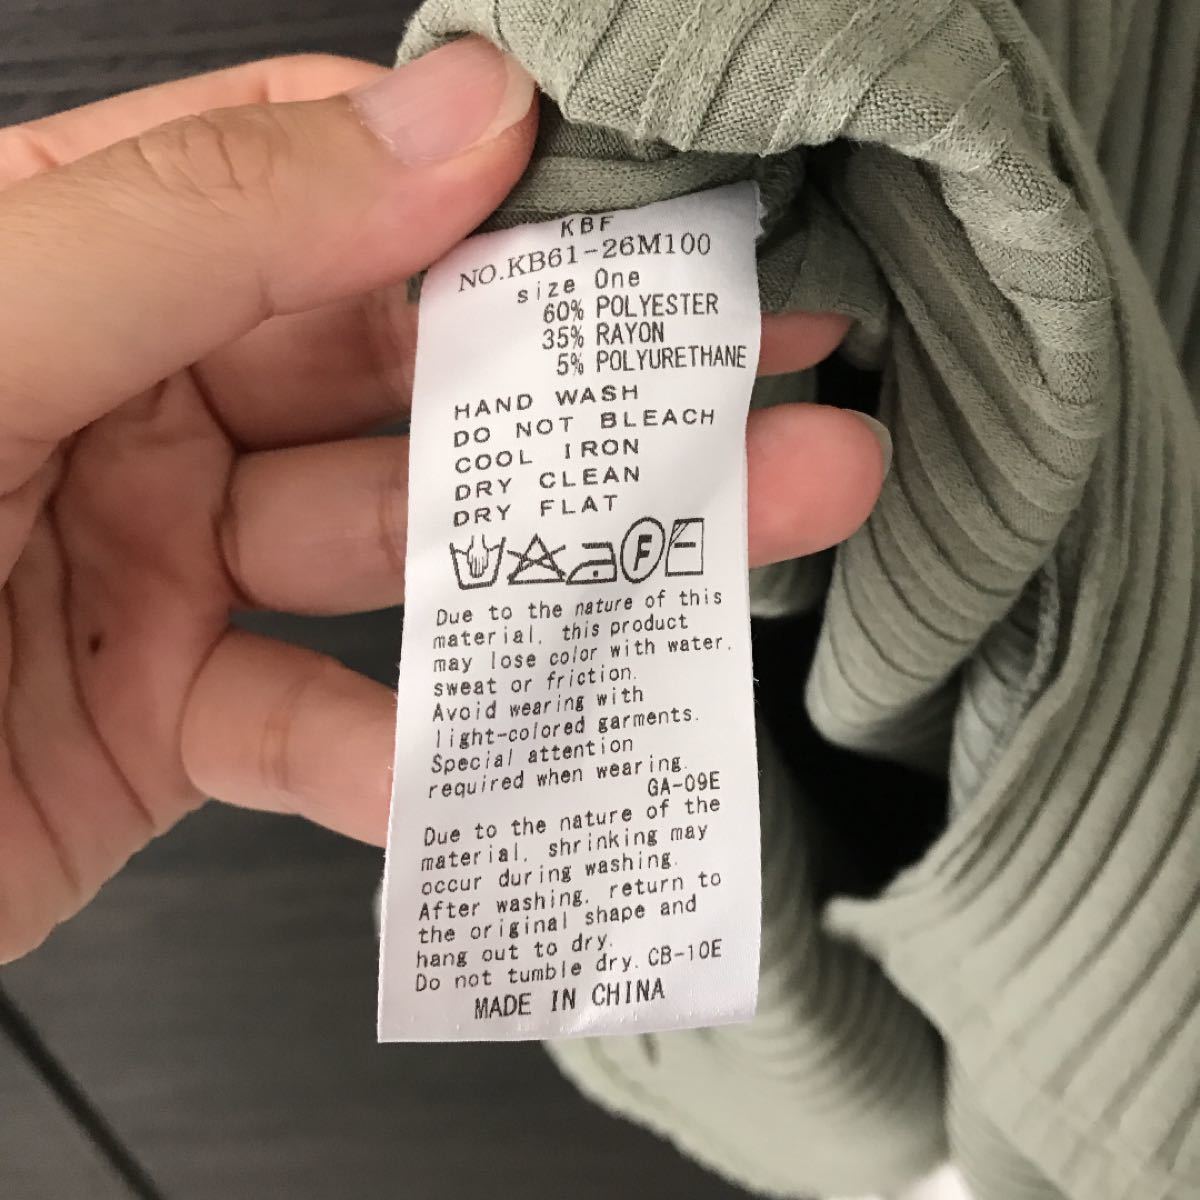 KBF
NO.KB61-26M100
size One
60% POLYESTER
35% RAYON
5% POLYURETHANE
HAND WASH
DO NOT BLEACH
COOL IRON
DRY CLEAN
DRY FLAT
F
Due to the nature of this
material, this product
may lose color with water,
sweat or friction.
Avoid wearing with
light-colored garments.
Special attention
required when wearing.
GA-09E
Due to the nature of the
material, shrinking may
occur during washing.
After washing, return to
the original shape and
hang out to dry.
Do not tumble dry. CB-10E
MADE IN CHINA